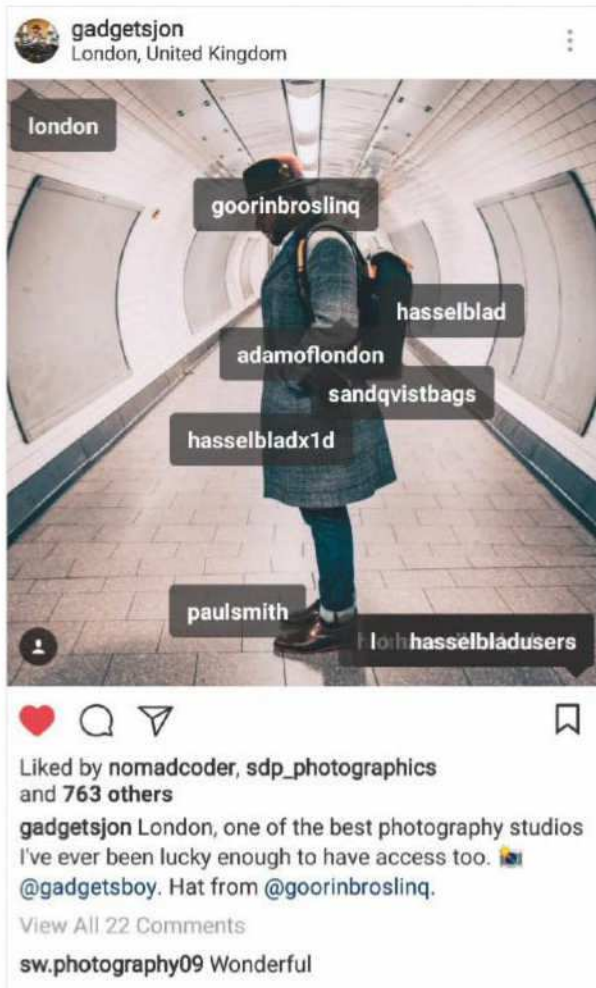 gadgetsjon
London, United Kingdom
london
goorinbroslinq
hasselblad
adamoflondon
sandqvistbags
hasselbladx1d
paulsmith
hasselbladusers
Liked by nomadcoder, sdp_photographics
and 763 others
gadgetsjon London, one of the best photography studios
I've ever been lucky enough to have access too. 📸
@gadgetsboy. Hat from @goorinbroslinq.
View All 22 Comments
sw.photography09 Wonderful